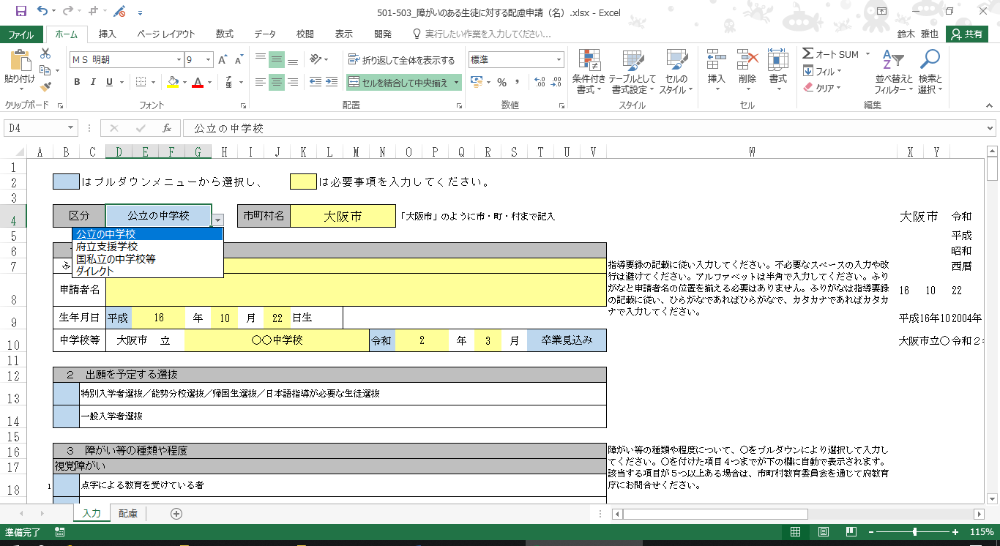 501-503_障がいのある生徒に対する配慮申請（名）.xlsx - Excel
ファイル ホーム 挿入 ページ レイアウト 数式 データ 校閲 表示 開発 実行したい作業を入力してください... 鈴木 雅也 共有
貼り付け
ＭＳ 明朝 9
B I U
折り返して全体を表示する
セルを結合して中央揃え
標準
条件付き書式
テーブルとして書式設定
セルのスタイル
挿入 削除 書式
オート SUM
フィル
クリア
並べ替えとフィルター
検索と選択
クリップボード フォント 配置 数値 スタイル セル 編集
D4 fx 公立の中学校
A B C D E F G H I J K L M N O P Q R S T U V W X Y
1
2 はプルダウンメニューから選択し、 は必要事項を入力してください。
3
4 区分 公立の中学校 市町村名 大阪市 「大阪市」のように市・町・村まで記入 大阪市 令和
公立の中学校
府立支援学校
国私立の中学校等
ダイレクト
5 平成
6 昭和
7 ふ 西暦
指導要録の記載に従い入力してください。不必要なスペースの入力や改
行は避けてください。アルファベットは半角で入力してください。ふり
がなと申請者名の位置を揃える必要はありません。ふりがなは指導要録
の記載に従い、ひらがなであればひらがなで、カタカナであればカタカ
ナで入力してください。
8 申請者名 16 10 22
9 生年月日 平成 16 年 10 月 22 日生 平成16年10 2004年
10 中学校等 大阪市 立 〇〇中学校 令和 2 年 3 月 卒業見込み 大阪市立〇 令和２
11
12 ２ 出願を予定する選抜
13 特別入学者選抜／能勢分校選抜／帰国生選抜／日本語指導が必要な生徒選抜
14 一般入学者選抜
15
16 ３ 障がい等の種類や程度
17 視覚障がい
障がい等の種類や程度について、〇をプルダウンにより選択して入力し
てください。〇を付けた項目４つまでが下の欄に自動で表示されます。
該当する項目が５つ以上ある場合は、市町村教育委員会を通じて府教育
庁にお問合せください。
18 1 点字による教育を受けている者
入力 配慮
準備完了 115%